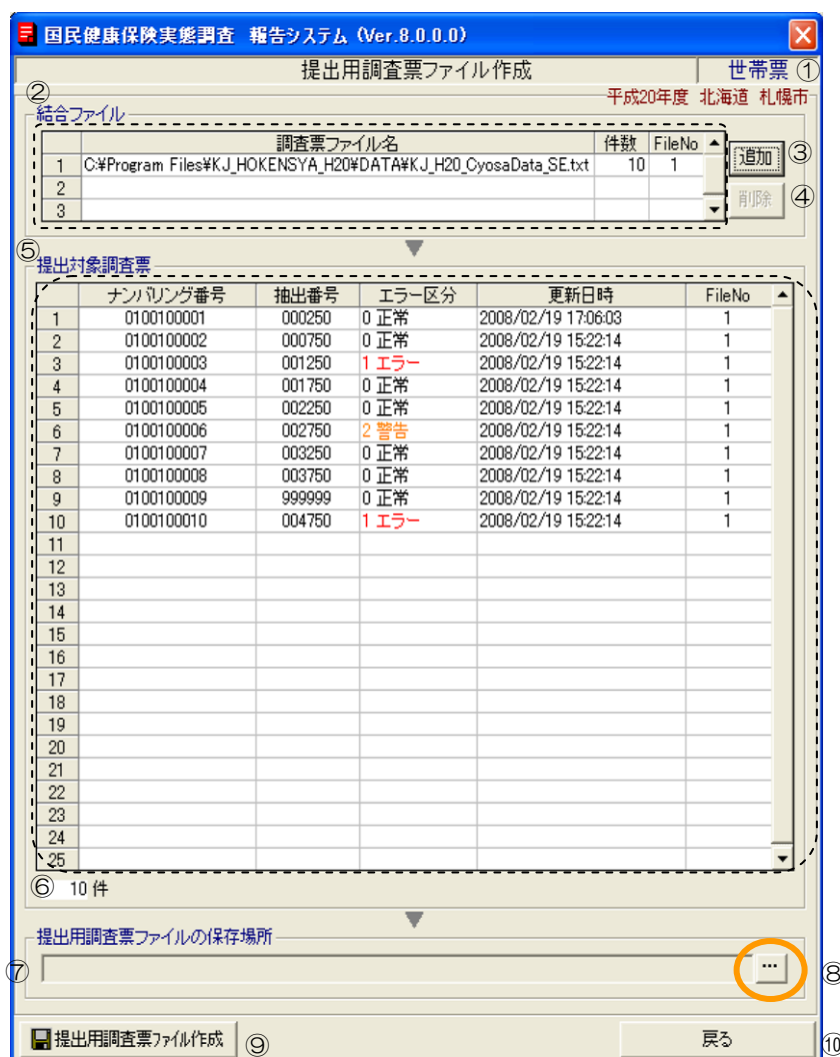 国民健康保険実態調査 報告システム (Ver.8.0.0.0)
提出用調査票ファイル作成 世帯票 ①
平成20年度 北海道 札幌市
②
結合ファイル
調査票ファイル名 件数 FileNo
1 C:¥Program Files¥KJ_HOKENSYA_H20¥DATA¥KJ_H20_CyosaData_SE.txt 10 1
2
3
追加 ③
削除 ④
⑤
提出対象調査票
ナンバリング番号 抽出番号 エラー区分 更新日時 FileNo
1 0100100001 000250 0 正常 2008/02/19 17:06:03 1
2 0100100002 000750 0 正常 2008/02/19 15:22:14 1
3 0100100003 001250 1 エラー 2008/02/19 15:22:14 1
4 0100100004 001750 0 正常 2008/02/19 15:22:14 1
5 0100100005 002250 0 正常 2008/02/19 15:22:14 1
6 0100100006 002750 2 警告 2008/02/19 15:22:14 1
7 0100100007 003250 0 正常 2008/02/19 15:22:14 1
8 0100100008 003750 0 正常 2008/02/19 15:22:14 1
9 0100100009 999999 0 正常 2008/02/19 15:22:14 1
10 0100100010 004750 1 エラー 2008/02/19 15:22:14 1
11
12
13
14
15
16
17
18
19
20
21
22
23
24
25
⑥ 10 件
提出用調査票ファイルの保存場所
⑦ ... ⑧
提出用調査票ファイル作成 ⑨ 戻る ⑩